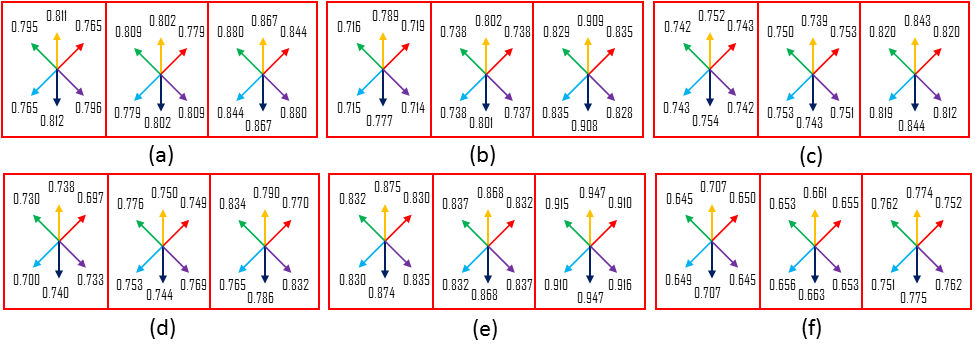 0.811 0.802 0.867
0.795 0.765 0.809 0.779 0.880 0.844
0.765 0.796 0.779 0.809 0.844 0.880
0.812 0.802 0.867
(a)
0.789 0.802 0.909
0.716 0.719 0.738 0.738 0.829 0.835
0.715 0.714 0.738 0.737 0.835 0.828
0.777 0.801 0.908
(b)
0.752 0.739 0.843
0.742 0.743 0.750 0.753 0.820 0.820
0.743 0.742 0.753 0.751 0.819 0.812
0.754 0.743 0.844
(c)
0.738 0.750 0.790
0.730 0.697 0.776 0.749 0.834 0.770
0.700 0.733 0.753 0.769 0.765 0.832
0.740 0.744 0.786
(d)
0.875 0.868 0.947
0.832 0.830 0.837 0.832 0.915 0.910
0.830 0.835 0.832 0.837 0.910 0.916
0.874 0.868 0.947
(e)
0.707 0.661 0.774
0.645 0.650 0.653 0.655 0.762 0.752
0.649 0.645 0.656 0.653 0.751 0.762
0.707 0.663 0.775
(f)